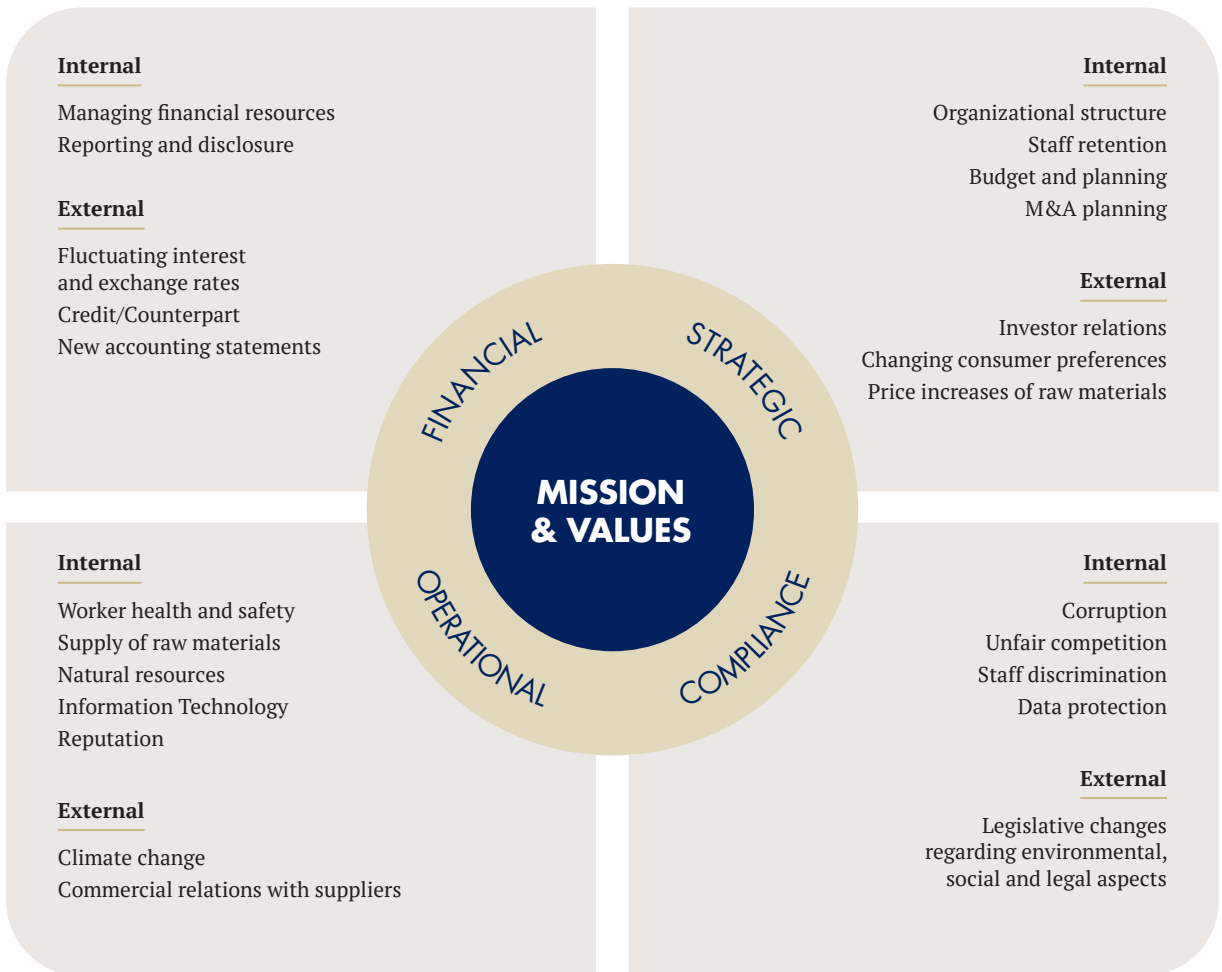 Internal
Managing financial resources
Reporting and disclosure
External
Fluctuating interest
and exchange rates
Credit/Counterpart
New accounting statements
Internal
Organizational structure
Staff retention
Budget and planning
M&A planning
External
Investor relations
Changing consumer preferences
Price increases of raw materials
FINANCIAL
STRATEGIC
MISSION
& VALUES
OPERATIONAL
COMPLIANCE
Internal
Worker health and safety
Supply of raw materials
Natural resources
Information Technology
Reputation
External
Climate change
Commercial relations with suppliers
Internal
Corruption
Unfair competition
Staff discrimination
Data protection
External
Legislative changes
regarding environmental,
social and legal aspects